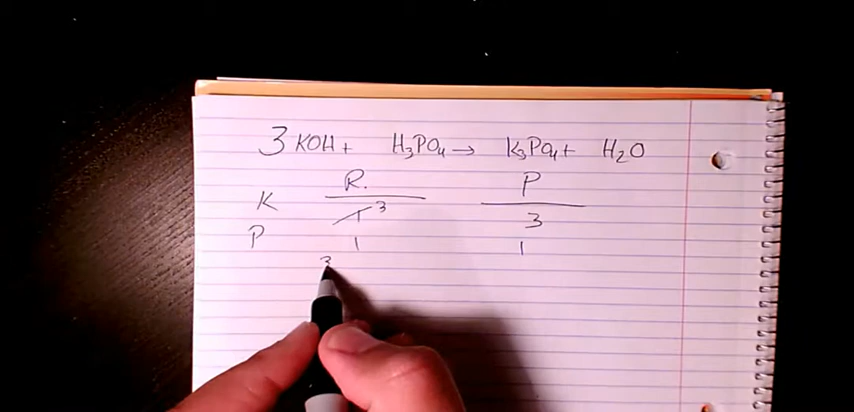 3 KOH + H₃PO₄ → K₃PO₄ + H₂O
R. P
K 1 3 3
P 1 1
3